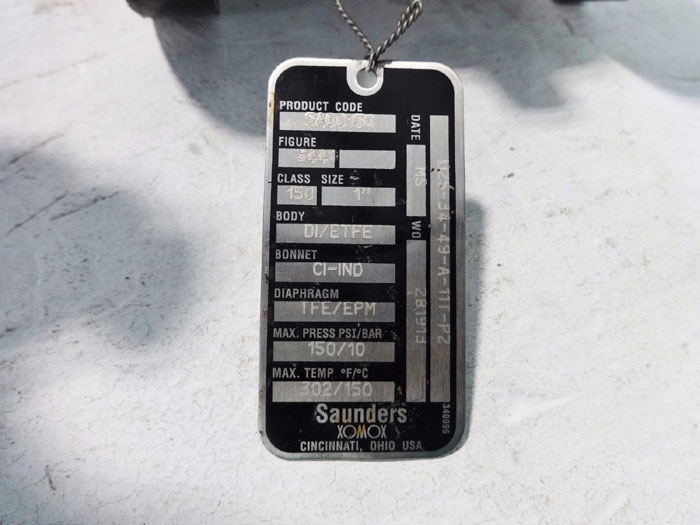 PRODUCT CODE
FIGURE
CLASS SIZE
150 1"
BODY
DI/ETFE
BONNET
CI-IND
DIAPHRAGM
TFE/EPM
MAX. PRESS PSI/BAR
150/10
MAX. TEMP °F/°C
302/150
Saunders
XOMOX
CINCINNATI, OHIO USA
DATE
MS
WO
281913
340996